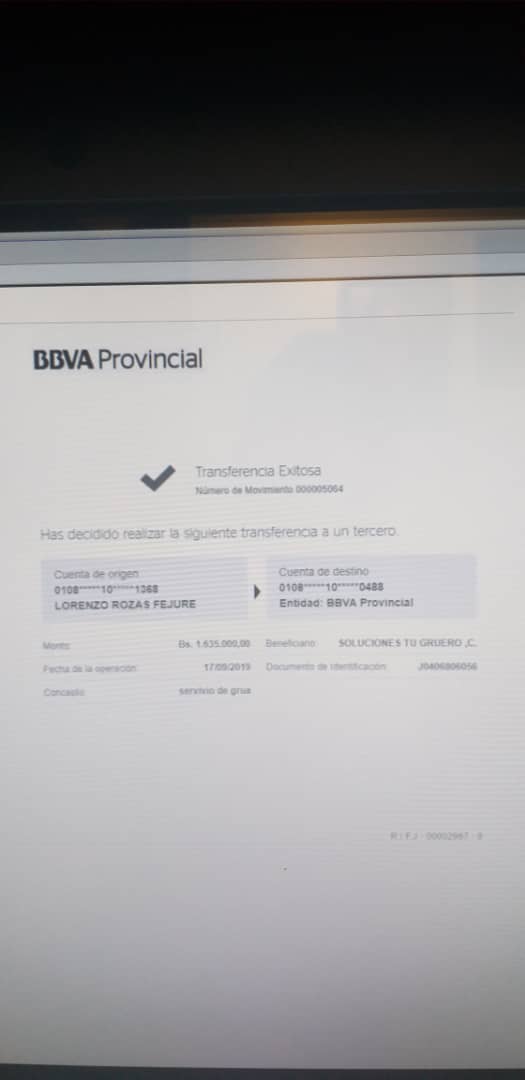 BBVA Provincial
Transferencia Exitosa
Número de Movimiento 000005064
Has decidido realizar la siguiente transferencia a un tercero.
Cuenta de origen
0108*****10*****1368
LORENZO ROZAS FEJURE
Cuenta de destino
0108*****10*****0488
Entidad: BBVA Provincial
Monto: Bs. 1.635.000,00
Beneficiario: SOLUCIONES TU GRUERO ,C.
Fecha de la operación: 17/09/2019
Documento de Identificación: J0406806056
Concepto: servivio de grua
R.I.F.J - 00002967 - 9